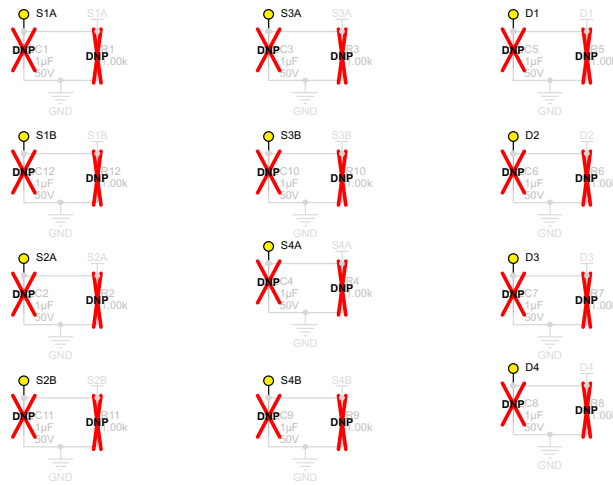 S1A S1A
DNP C1 DNP R1
1µF 1.00k
50V
GND
S3A S3A
DNP C3 DNP R3
1µF 1.00k
50V
GND
D1 D1
DNP C5 DNP R5
1µF 1.00k
50V
GND
S1B S1B
DNP C12 DNP R12
1µF 1.00k
50V
GND
S3B S3B
DNP C10 DNP R10
1µF 1.00k
50V
GND
D2 D2
DNP C6 DNP R6
1µF 1.00k
50V
GND
S2A S2A
DNP C2 DNP R2
1µF 1.00k
50V
GND
S4A S4A
DNP C4 DNP R4
1µF 1.00k
50V
GND
D3 D3
DNP C7 DNP R7
1µF 1.00k
50V
GND
S2B S2B
DNP C11 DNP R11
1µF 1.00k
50V
GND
S4B S4B
DNP C9 DNP R9
1µF 1.00k
50V
GND
D4 D4
DNP C8 DNP R8
1µF 1.00k
50V
GND